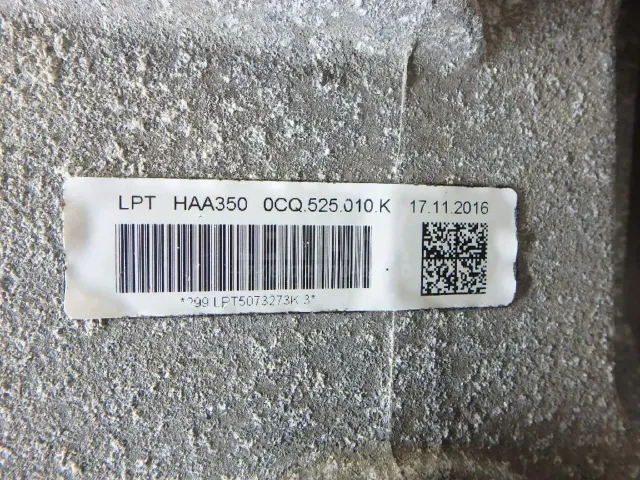 LPT HAA350 0CQ.525.010.K 17.11.2016
*299 LPT5073273K 3*